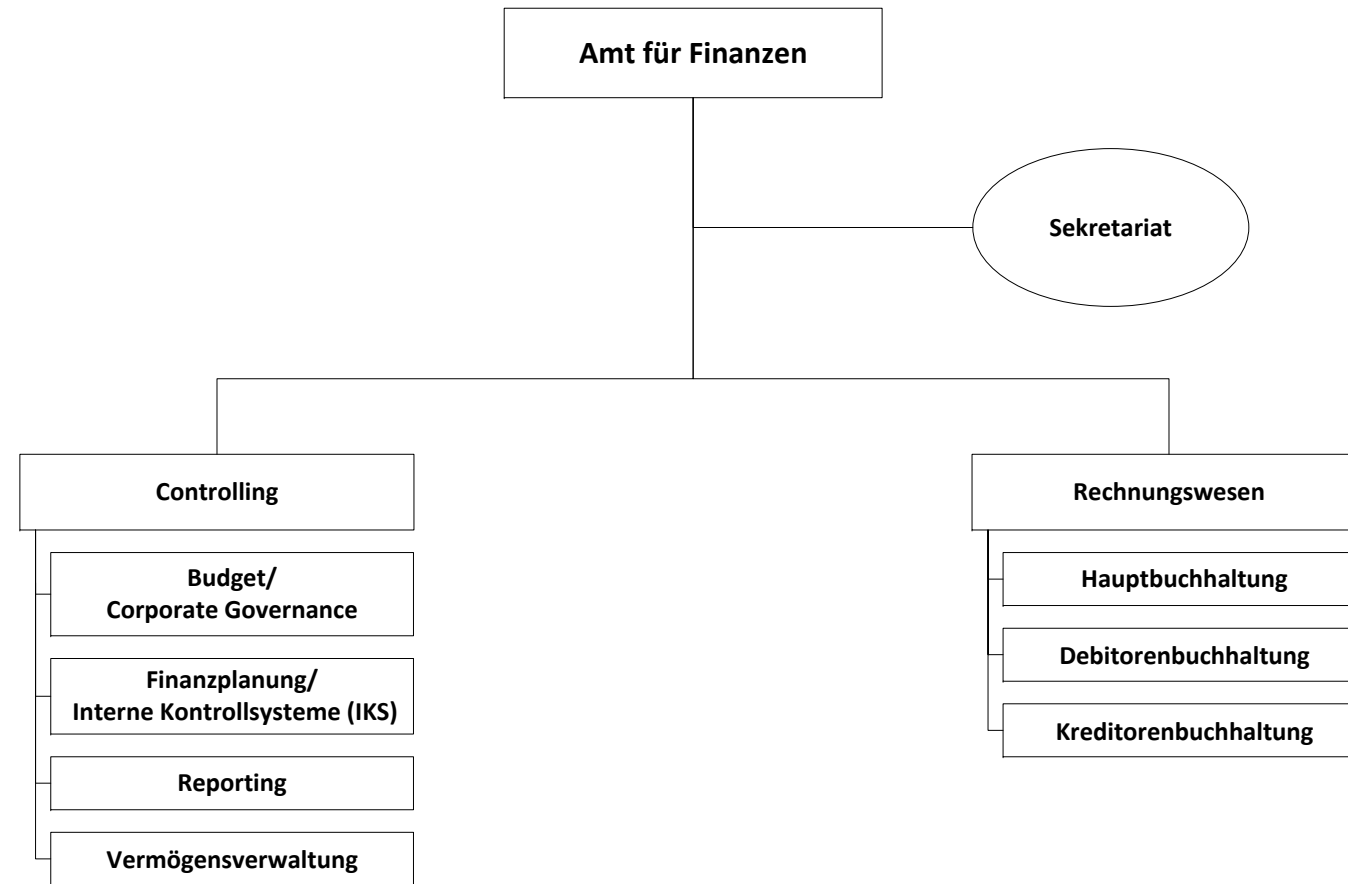 Amt für Finanzen
Sekretariat
Controlling
Budget/
Corporate Governance
Finanzplanung/
Interne Kontrollsysteme (IKS)
Reporting
Vermögensverwaltung
Rechnungswesen
Hauptbuchhaltung
Debitorenbuchhaltung
Kreditorenbuchhaltung